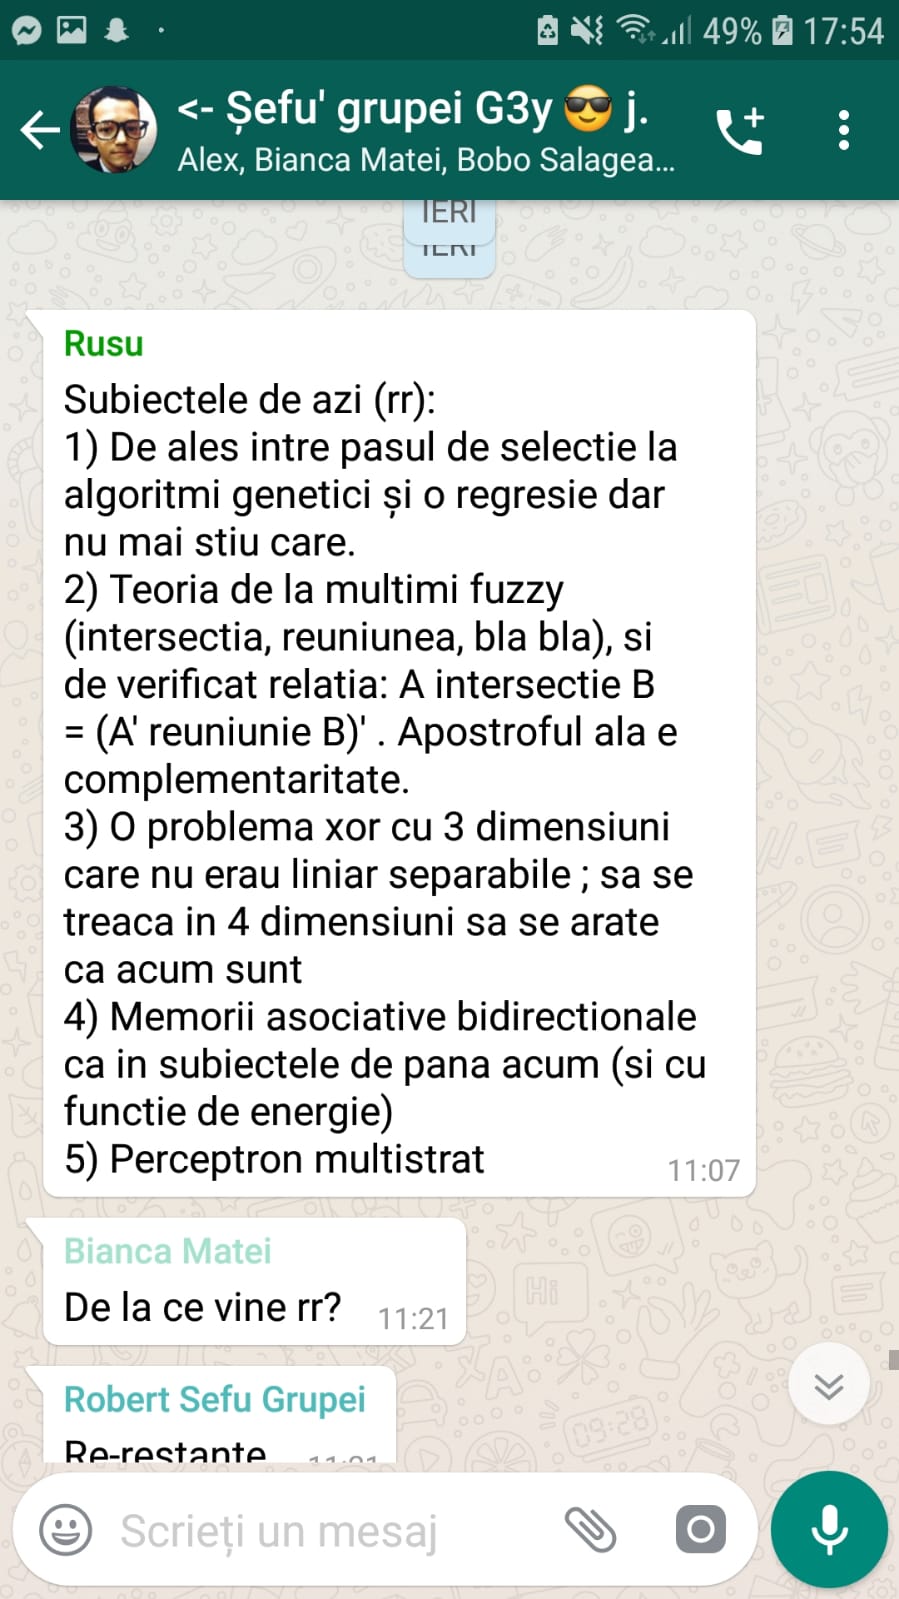 49% 17:54
<- Șefu' grupei G3y 😎 j.
Alex, Bianca Matei, Bobo Salagea...
IERI
IERI
Rusu
Subiectele de azi (rr):
1) De ales intre pasul de selectie la
algoritmi genetici și o regresie dar
nu mai stiu care.
2) Teoria de la multimi fuzzy
(intersectia, reuniunea, bla bla), si
de verificat relatia: A intersectie B
= (A' reuniunie B)' . Apostroful ala e
complementaritate.
3) O problema xor cu 3 dimensiuni
care nu erau liniar separabile ; sa se
treaca in 4 dimensiuni sa se arate
ca acum sunt
4) Memorii asociative bidirectionale
ca in subiectele de pana acum (si cu
functie de energie)
5) Perceptron multistrat
11:07
Bianca Matei
De la ce vine rr? 11:21
Robert Sefu Grupei
Re-restante 11:21
Scrieți un mesaj